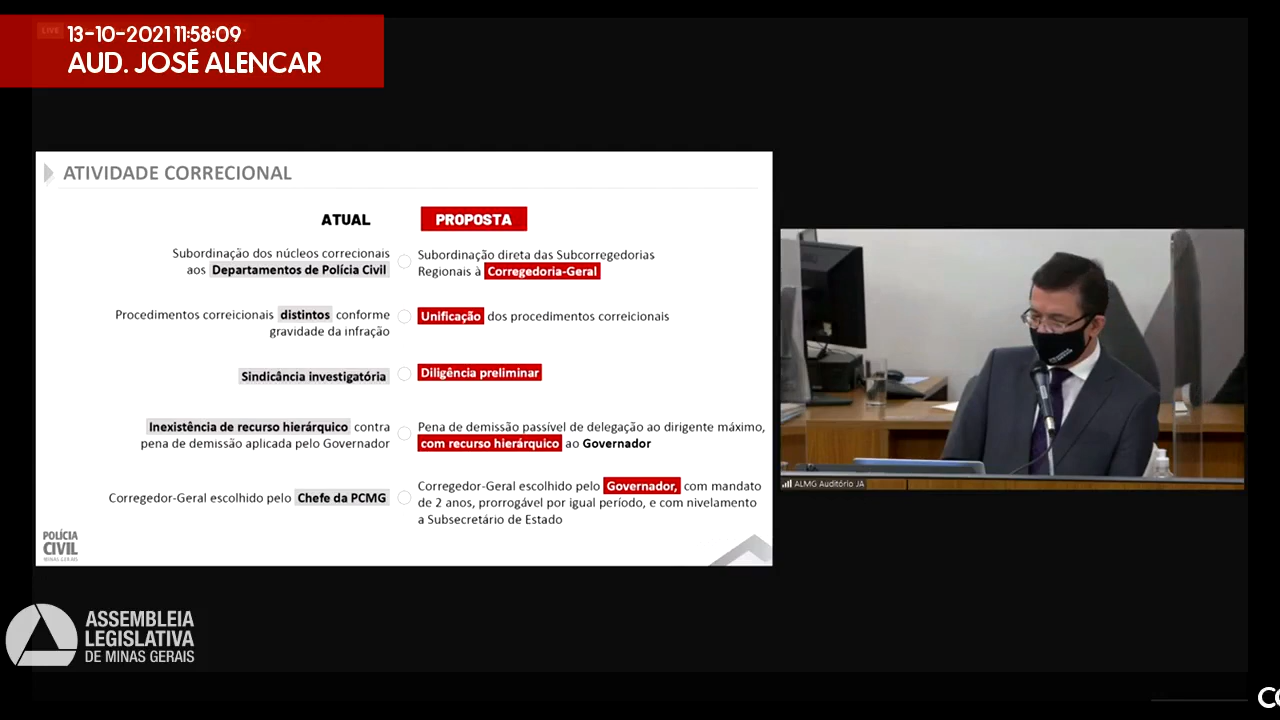 LIVE
13-10-2021 11:58:09
AUD. JOSÉ ALENCAR
ATIVIDADE CORRECIONAL
ATUAL
PROPOSTA
Subordinação dos núcleos correcionais
aos Departamentos de Polícia Civil
Subordinação direta das Subcorregedorias
Regionais à Corregedoria-Geral
Procedimentos correicionais distintos conforme
gravidade da infração
Unificação dos procedimentos correicionais
Sindicância investigatória
Diligência preliminar
Inexistência de recurso hierárquico contra
pena de demissão aplicada pelo Governador
Pena de demissão passível de delegação ao dirigente máximo,
com recurso hierárquico ao Governador
Corregedor-Geral escolhido pelo Chefe da PCMG
Corregedor-Geral escolhido pelo Governador, com mandato
de 2 anos, prorrogável por igual período, e com nivelamento
a Subsecretário de Estado
POLÍCIA
CIVIL
MINAS GERAIS
ALMG Auditório JA
ASSEMBLEIA
LEGISLATIVA
DE MINAS GERAIS